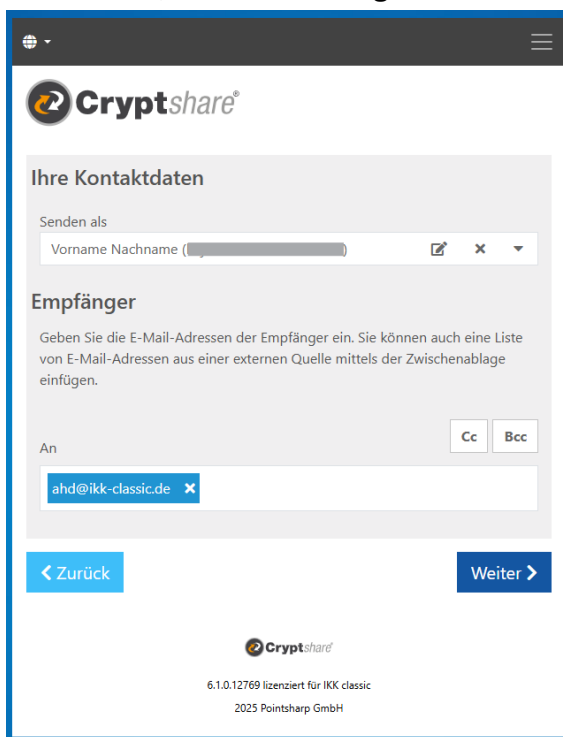 Cryptshare®
Ihre Kontaktdaten
Senden als
Vorname Nachname ( )
Empfänger
Geben Sie die E-Mail-Adressen der Empfänger ein. Sie können auch eine Liste
von E-Mail-Adressen aus einer externen Quelle mittels der Zwischenablage
einfügen.
Cc Bcc
An
ahd@ikk-classic.de
Zurück
Weiter
Cryptshare®
6.1.0.12769 lizenziert für IKK classic
2025 Pointsharp GmbH